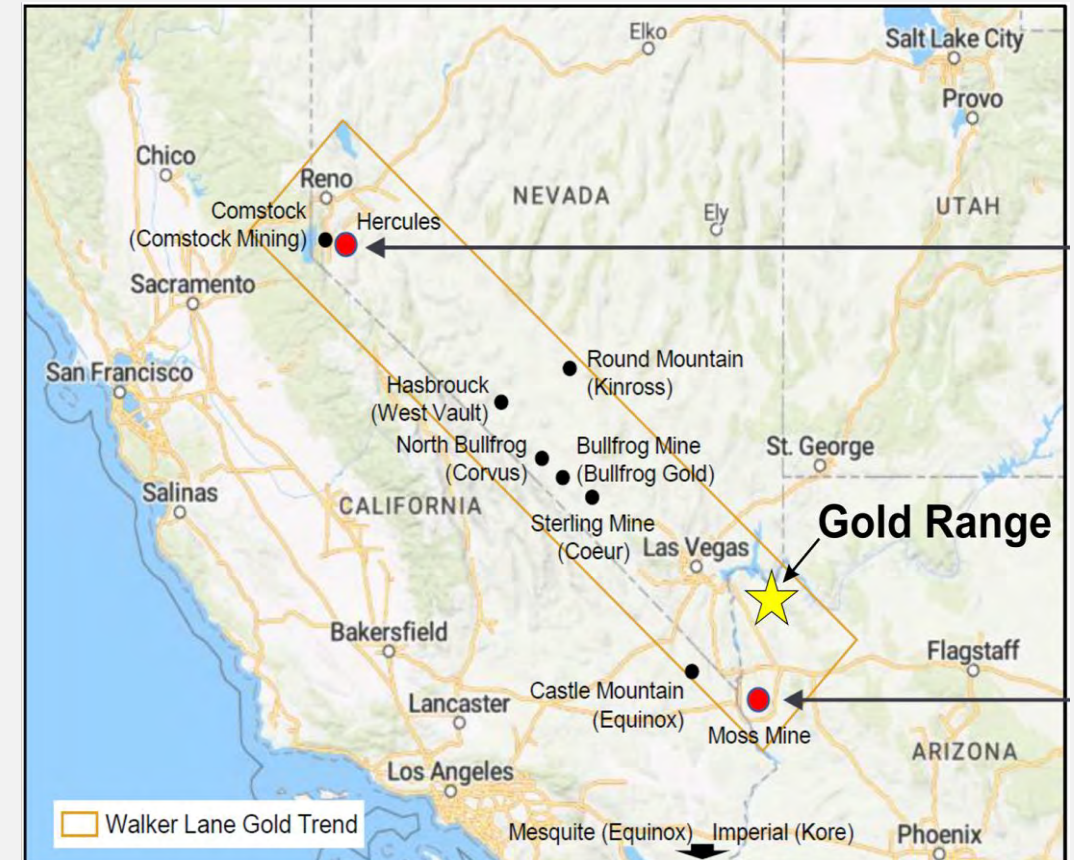 Elko
Salt Lake City
Provo
Chico
Reno
NEVADA
Ely
UTAH
Comstock
(Comstock Mining)
Hercules
Sacramento
San Francisco
Round Mountain
(Kinross)
Hasbrouck
(West Vault)
North Bullfrog
(Corvus)
Bullfrog Mine
(Bullfrog Gold)
St. George
Salinas
CALIFORNIA
Sterling Mine
(Coeur)
Las Vegas
Gold Range
Bakersfield
Flagstaff
Castle Mountain
(Equinox)
Lancaster
Moss Mine
ARIZONA
Los Angeles
Walker Lane Gold Trend
Mesquite (Equinox)
Imperial (Kore)
Phoenix